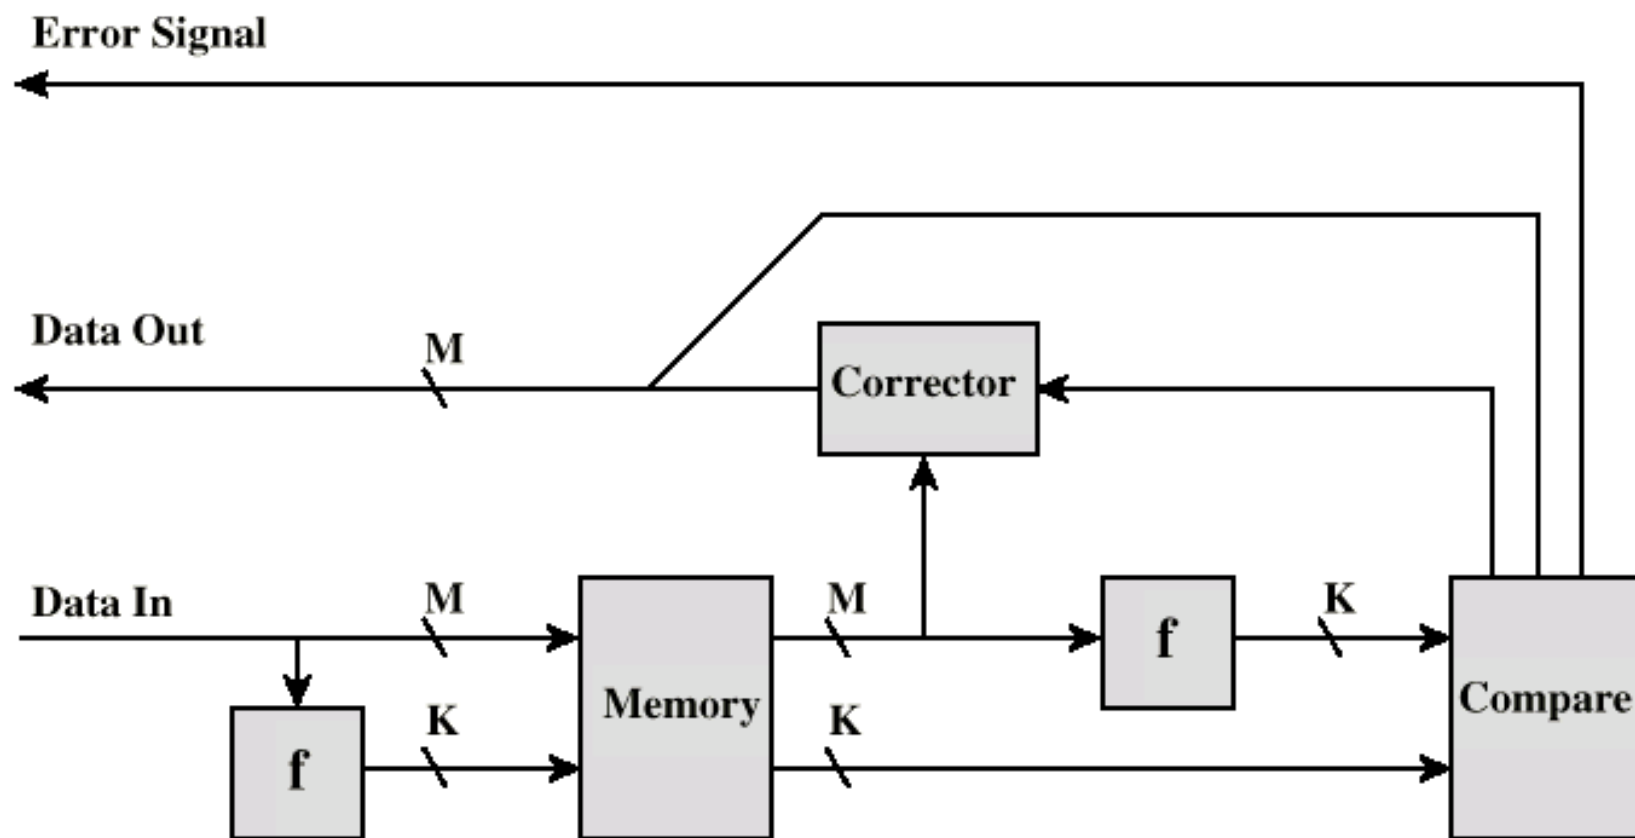 Error Signal
Data Out
M
Corrector
Data In
M
M
K
f
Memory
Compare
K
K
f